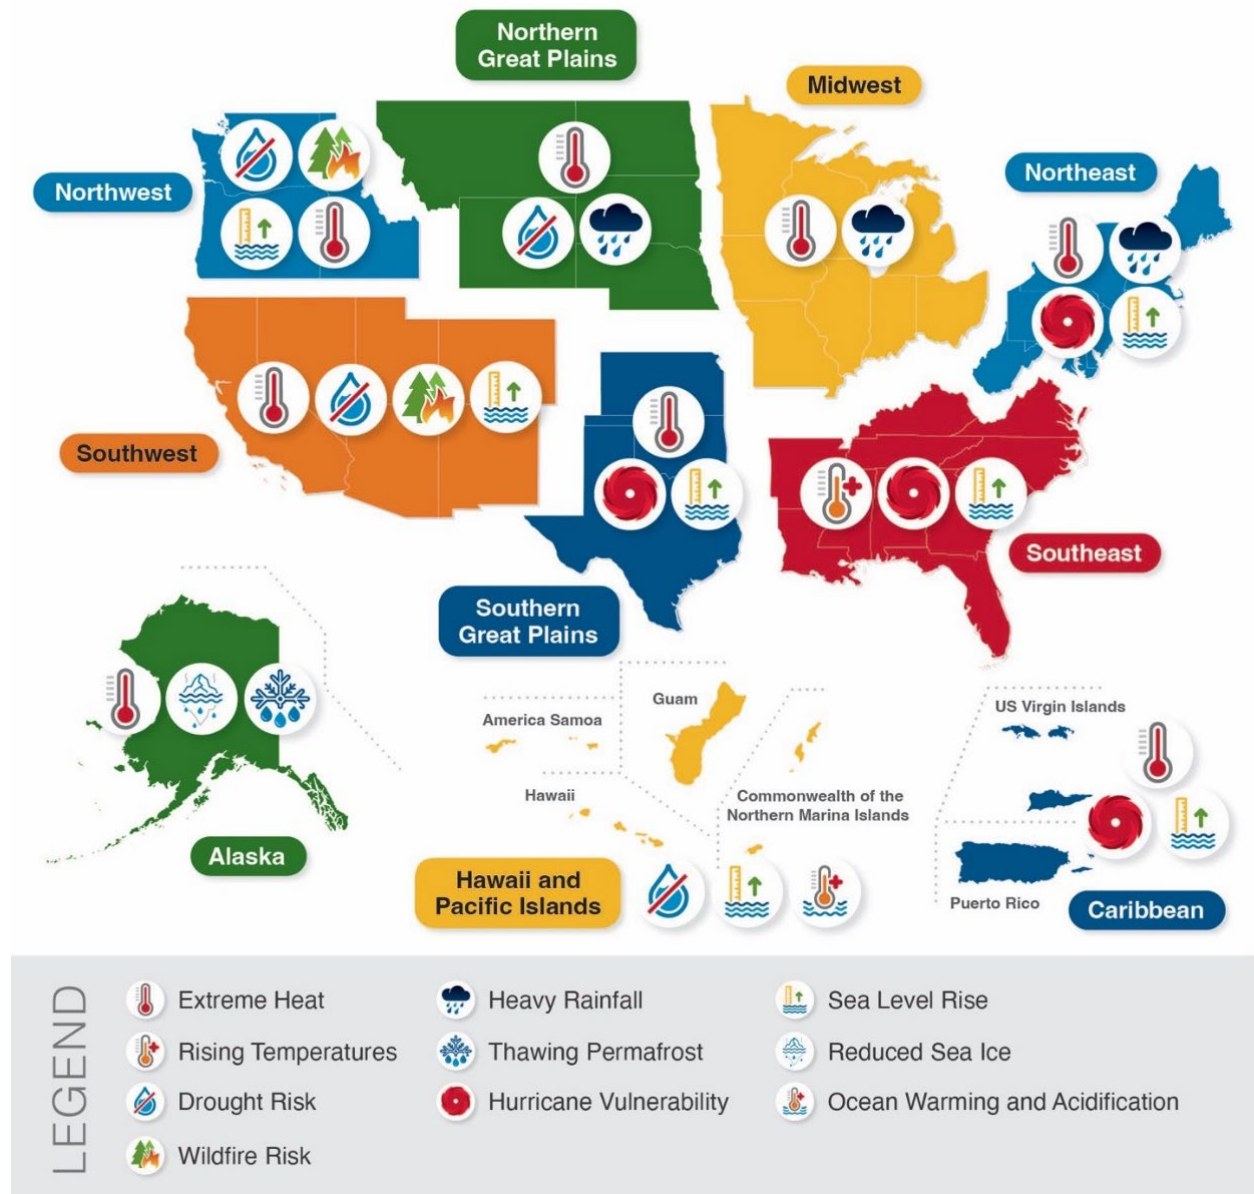 Northern
Great Plains
Midwest
Northwest
Northeast
Southwest
Southeast
Southern
Great Plains
Guam
America Samoa
US Virgin Islands
Hawaii
Commonwealth of the
Northern Marina Islands
Alaska
Hawaii and
Pacific Islands
Puerto Rico
Caribbean
LEGEND
Extreme Heat
Heavy Rainfall
Sea Level Rise
Rising Temperatures
Thawing Permafrost
Reduced Sea Ice
Drought Risk
Hurricane Vulnerability
Ocean Warming and Acidification
Wildfire Risk